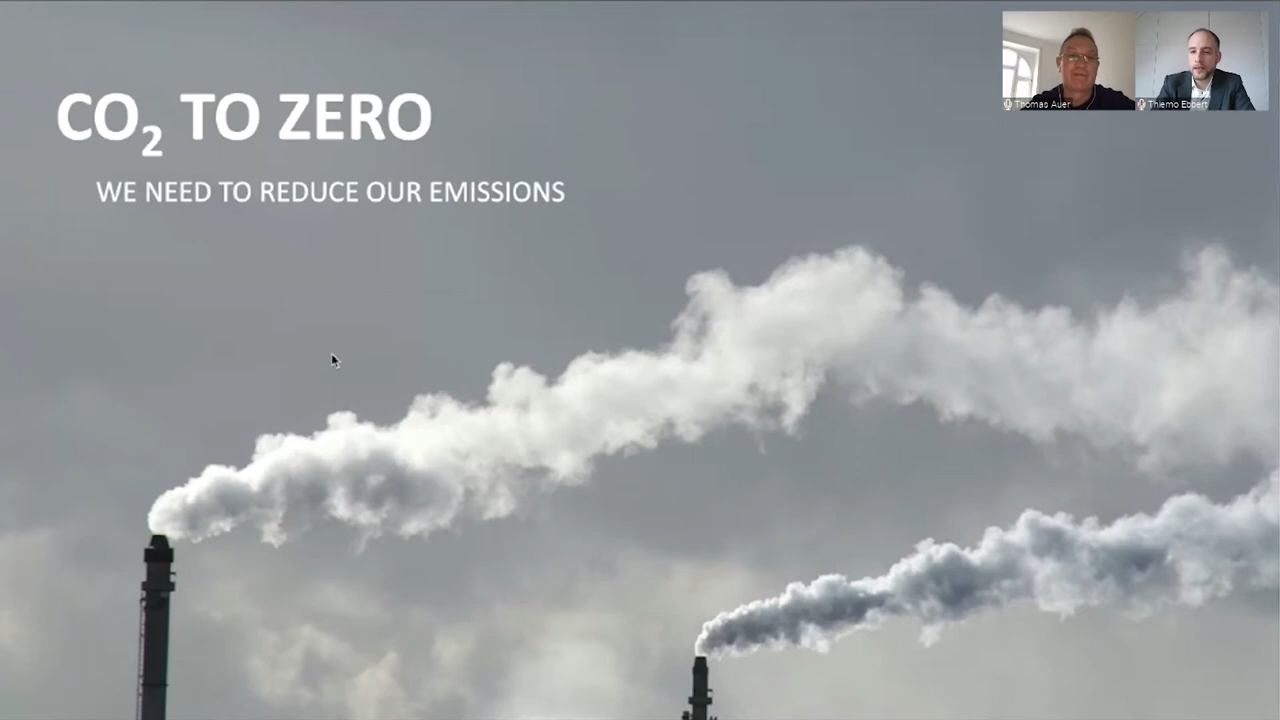 CO₂ TO ZERO
WE NEED TO REDUCE OUR EMISSIONS
Thomas Auer
Thiemo Ebbert